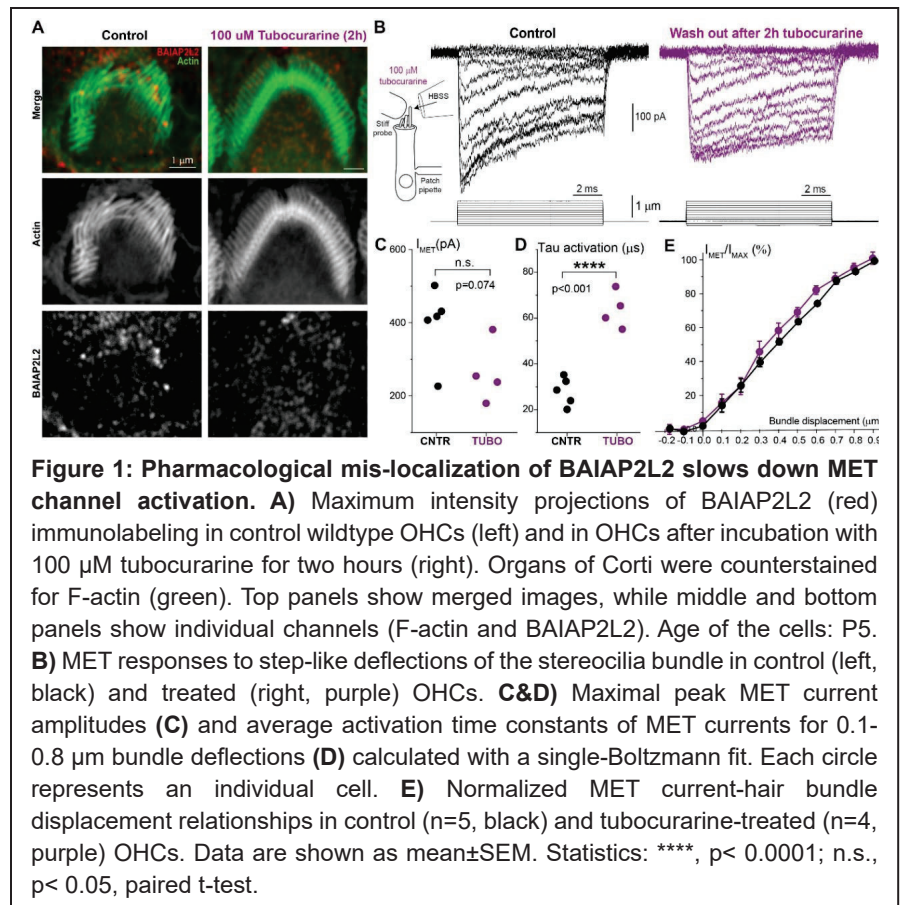 A
Control
100 uM Tubocurarine (2h)
BAIAP2L2
Actin
Merge
1 µm
Actin
BAIAP2L2
B
Control
Wash out after 2h tubocurarine
100 µM
tubocurarine
HBSS
Stiff
probe
Patch
pipette
100 pA
2 ms
2 ms
1 µm
C
I_MET(pA)
600
400
200
n.s.
p=0.074
CNTR
TUBO
D
Tau activation (µs)
80
60
40
20
****
p<0.001
CNTR
TUBO
E
I_MET/I_MAX (%)
100
80
60
40
20
0
Bundle displacement (µm
-0.2 -0.1 0.0 0.1 0.2 0.3 0.4 0.5 0.6 0.7 0.8 0.9
Figure 1: Pharmacological mis-localization of BAIAP2L2 slows down MET
channel activation. A) Maximum intensity projections of BAIAP2L2 (red)
immunolabeling in control wildtype OHCs (left) and in OHCs after incubation with
100 µM tubocurarine for two hours (right). Organs of Corti were counterstained
for F-actin (green). Top panels show merged images, while middle and bottom
panels show individual channels (F-actin and BAIAP2L2). Age of the cells: P5.
B) MET responses to step-like deflections of the stereocilia bundle in control (left,
black) and treated (right, purple) OHCs. C&D) Maximal peak MET current
amplitudes (C) and average activation time constants of MET currents for 0.1-
0.8 µm bundle deflections (D) calculated with a single-Boltzmann fit. Each circle
represents an individual cell. E) Normalized MET current-hair bundle
displacement relationships in control (n=5, black) and tubocurarine-treated (n=4,
purple) OHCs. Data are shown as mean±SEM. Statistics: ****, p< 0.0001; n.s.,
p< 0.05, paired t-test.